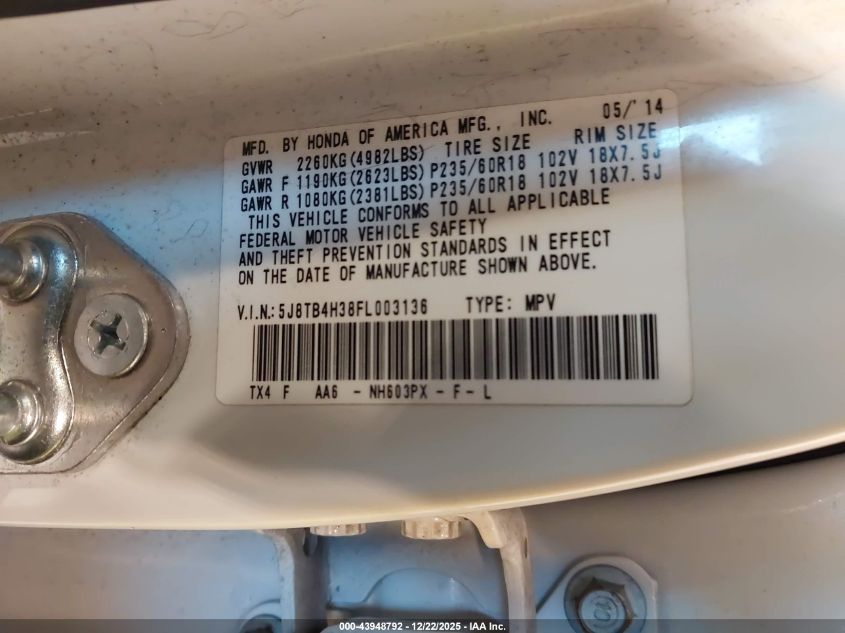 05/'14
MFD. BY HONDA OF AMERICA MFG., INC.
GVWR 2260KG(4982LBS) TIRE SIZE RIM SIZE
GAWR F 1190KG(2623LBS) P235/60R18 102V 18X7.5J
GAWR R 1080KG(2381LBS) P235/60R18 102V 18X7.5J
THIS VEHICLE CONFORMS TO ALL APPLICABLE
FEDERAL MOTOR VEHICLE SAFETY
AND THEFT PREVENTION STANDARDS IN EFFECT
ON THE DATE OF MANUFACTURE SHOWN ABOVE.
V.I.N.:5J8TB4H38FL003136 TYPE: MPV
TX4 F AA6 - NH603PX - F - L
000-43948792 - 12/22/2025 - IAA Inc.